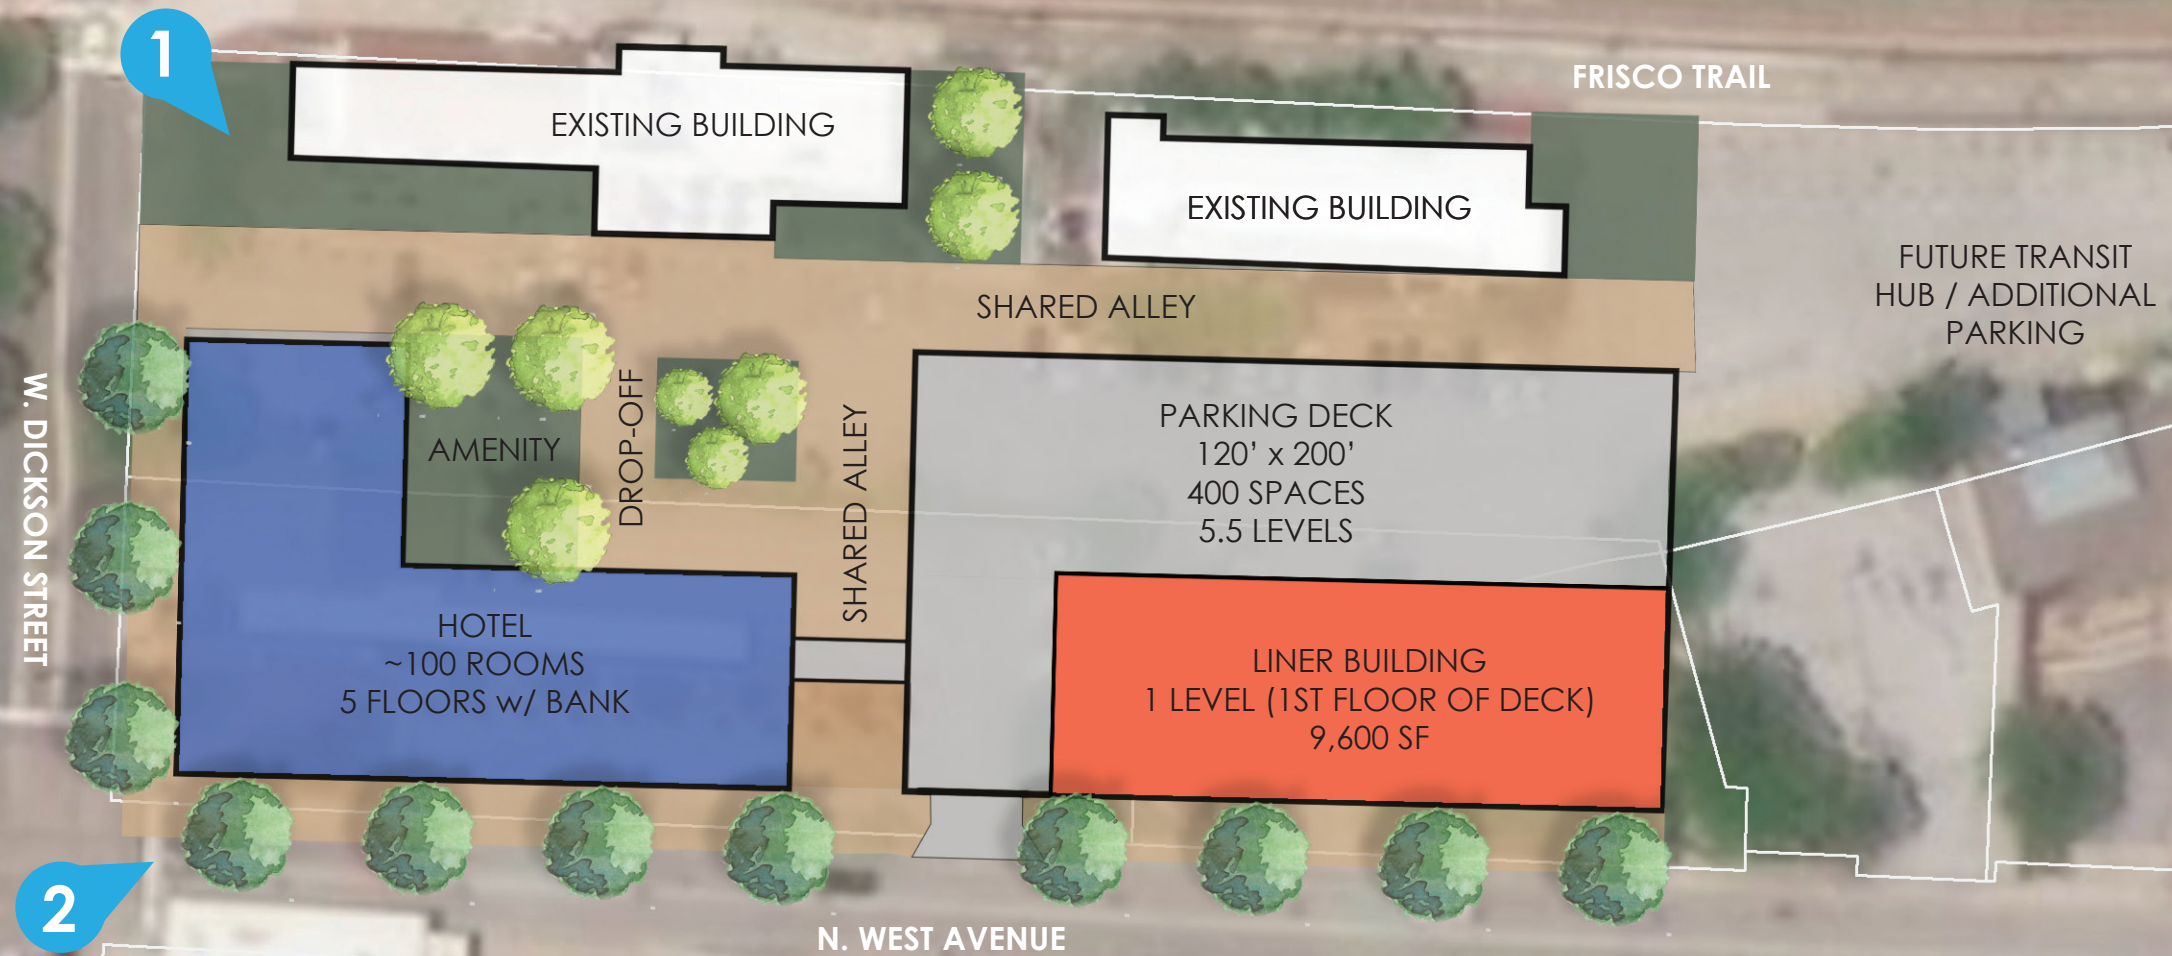 1
FRISCO TRAIL
EXISTING BUILDING
EXISTING BUILDING
FUTURE TRANSIT
HUB / ADDITIONAL
PARKING
SHARED ALLEY
W. DICKSON STREET
AMENITY
DROP-OFF
SHARED ALLEY
PARKING DECK
120’ x 200’
400 SPACES
5.5 LEVELS
HOTEL
~100 ROOMS
5 FLOORS w/ BANK
LINER BUILDING
1 LEVEL (1ST FLOOR OF DECK)
9,600 SF
2
N. WEST AVENUE